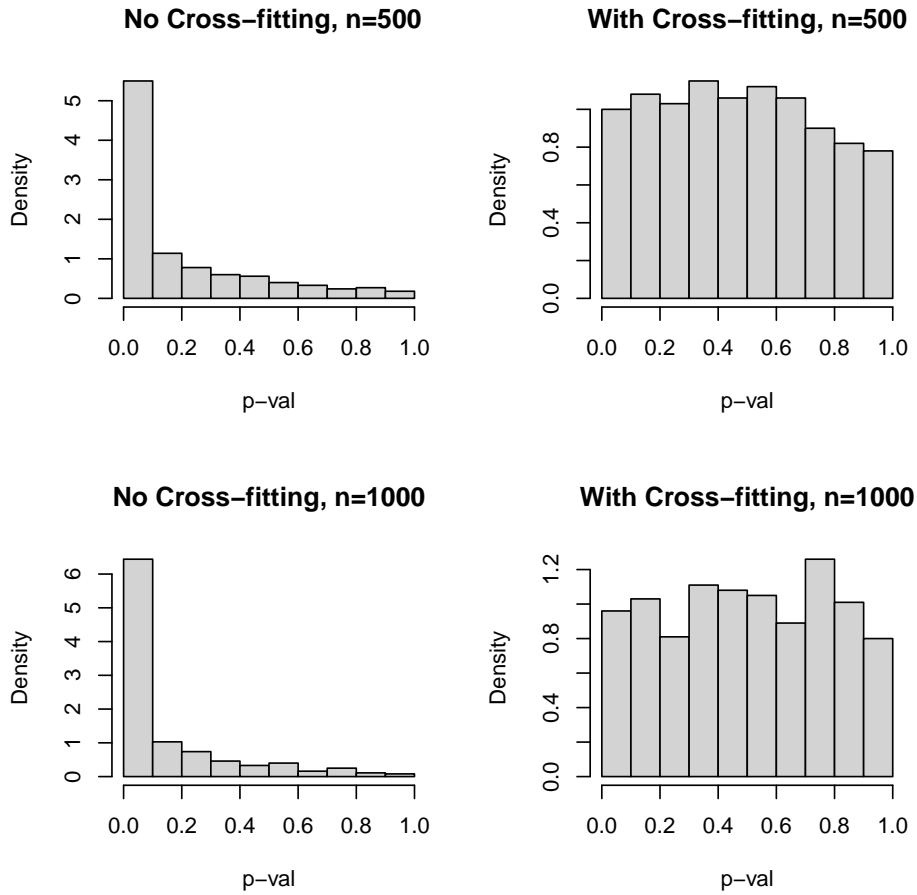 No Cross−fitting, n=500
Density
5
4
3
2
1
0
0.0 0.2 0.4 0.6 0.8 1.0
p−val
With Cross−fitting, n=500
Density
0.8
0.4
0.0
0.0 0.2 0.4 0.6 0.8 1.0
p−val
No Cross−fitting, n=1000
Density
6
5
4
3
2
1
0
0.0 0.2 0.4 0.6 0.8 1.0
p−val
With Cross−fitting, n=1000
Density
1.2
0.8
0.4
0.0
0.0 0.2 0.4 0.6 0.8 1.0
p−val